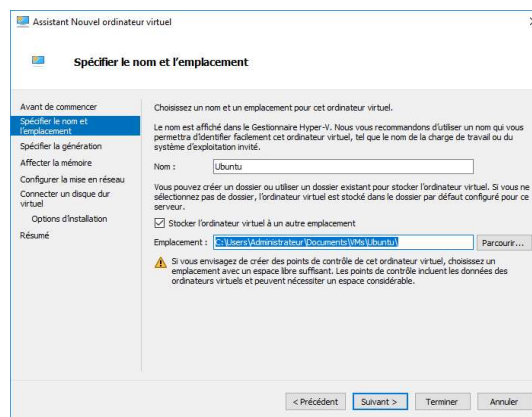 Assistant Nouvel ordinateur virtuel
Spécifier le nom et l'emplacement
Avant de commencer
Spécifier le nom et
l'emplacement
Spécifier la génération
Affecter la mémoire
Configurer la mise en réseau
Connecter un disque dur
virtuel
Options d'installation
Résumé
Choisissez un nom et un emplacement pour cet ordinateur virtuel.
Le nom est affiché dans le Gestionnaire Hyper-V. Nous vous recommandons d'utiliser un nom qui vous
permettra d'identifier facilement cet ordinateur virtuel, tel que le nom de la charge de travail ou du
système d'exploitation invité.
Nom : Ubuntu
Vous pouvez créer un dossier ou utiliser un dossier existant pour stocker l'ordinateur virtuel. Si vous ne
sélectionnez pas de dossier, l'ordinateur virtuel est stocké dans le dossier par défaut configuré pour ce
serveur.
Stocker l'ordinateur virtuel à un autre emplacement
Emplacement : C:\Users\Administrateur\Documents\VMs\Ubuntu\ Parcourir...
Si vous envisagez de créer des points de contrôle de cet ordinateur virtuel, choisissez un
emplacement avec un espace libre suffisant. Les points de contrôle incluent les données des
ordinateurs virtuels et peuvent nécessiter un espace considérable.
< Précédent Suivant > Terminer Annuler